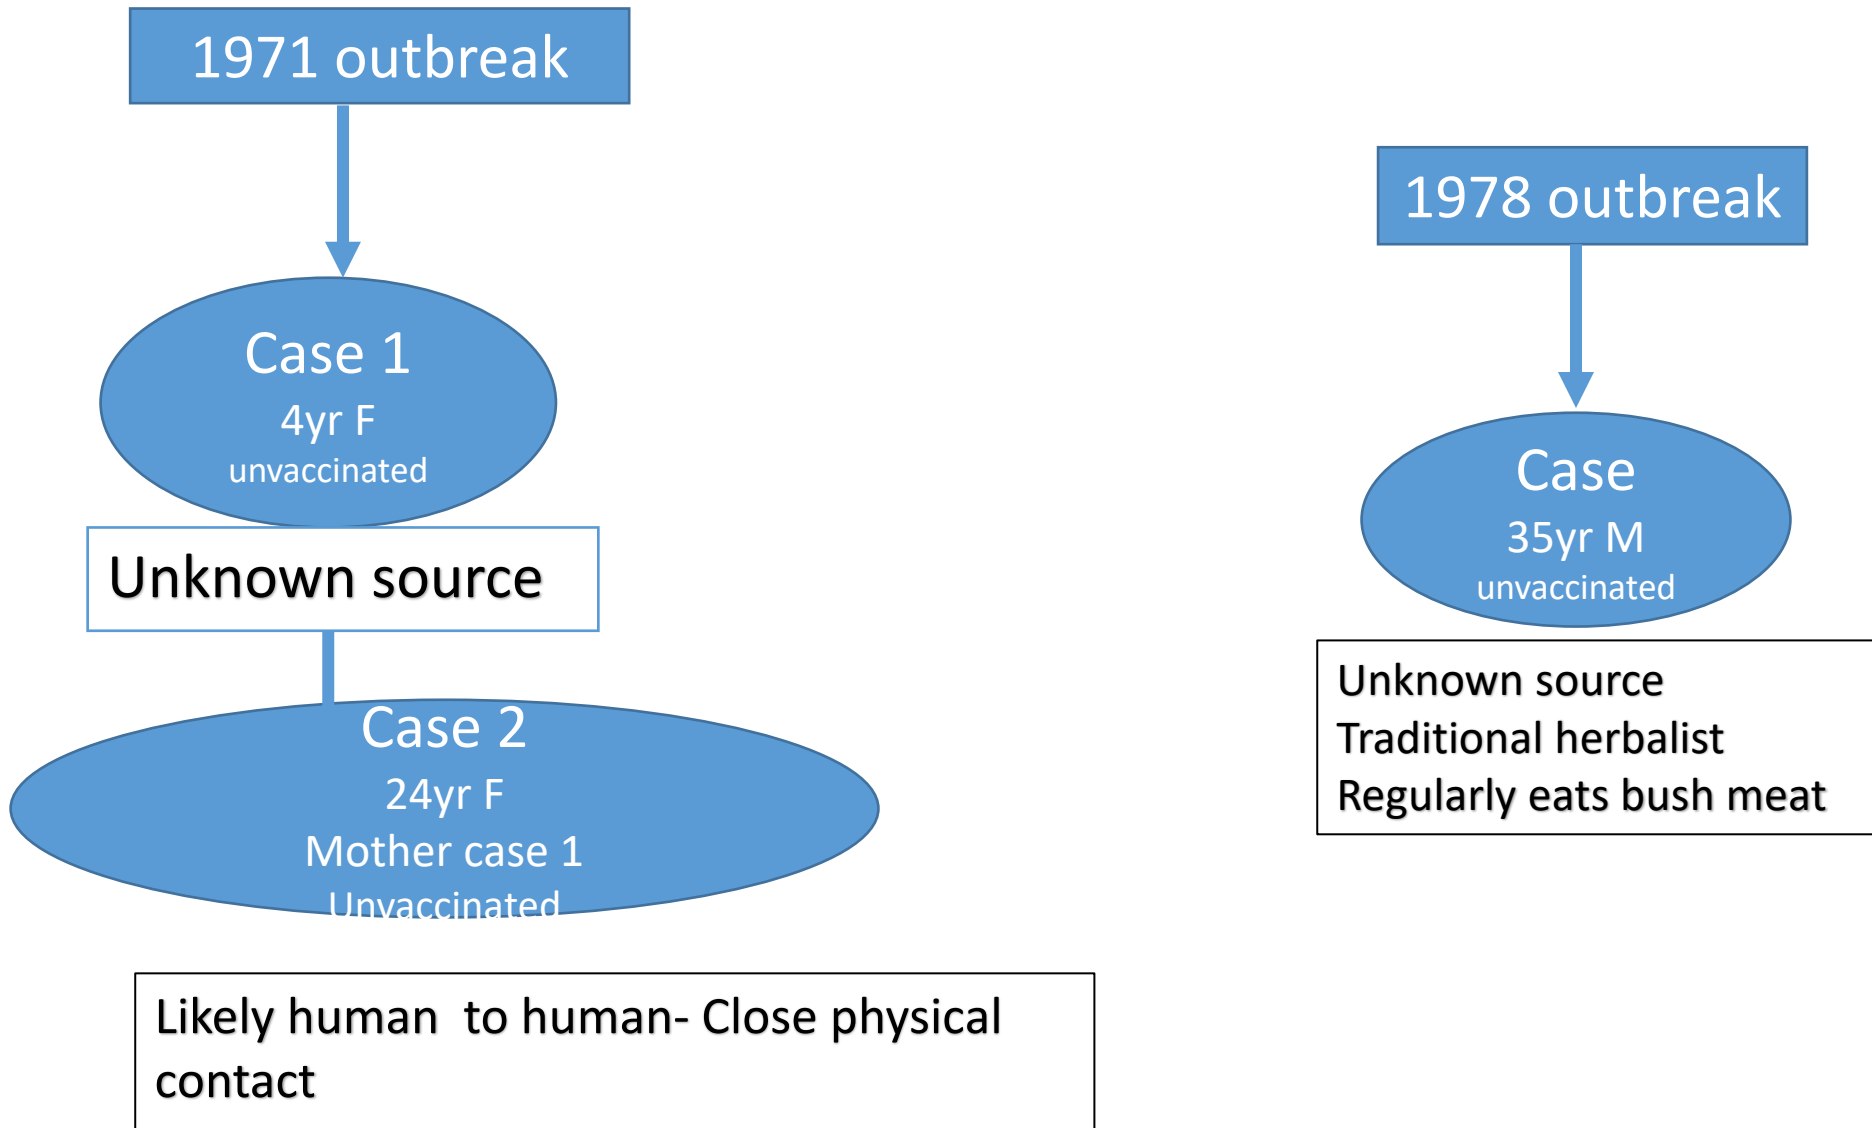 1971 outbreak
Case 1
4yr F
unvaccinated
Unknown source
Case 2
24yr F
Mother case 1
Unvaccinated
Likely human  to human- Close physical
contact
1978 outbreak
Case
35yr M
unvaccinated
Unknown source
Traditional herbalist
Regularly eats bush meat